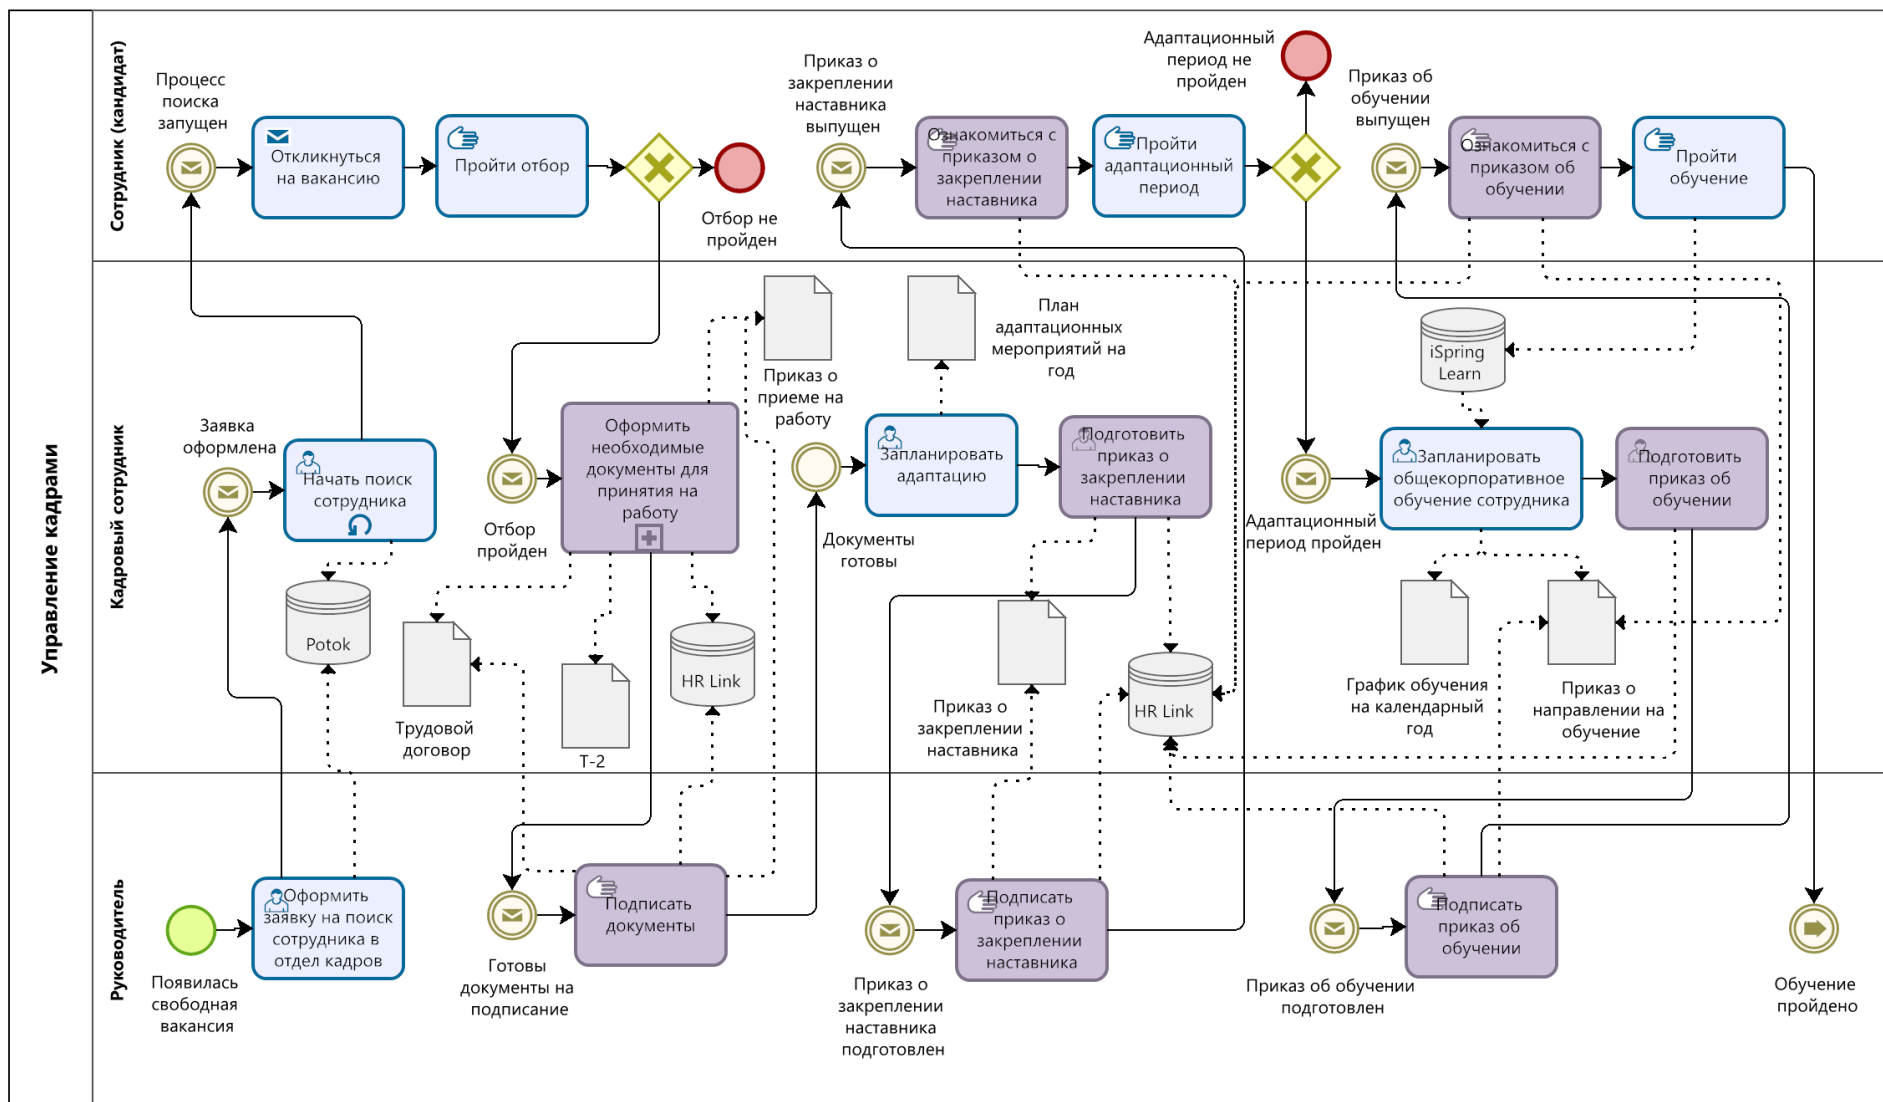 Управление кадрами
Сотрудник (кандидат)
Процесс
поиска
запущен
Откликнуться
на вакансию
Пройти отбор
Отбор не
пройден
Приказ о
закреплении
наставника
выпущен
Ознакомиться с
приказом о
закреплении
наставника
Пройти
адаптационный
период
Адаптационный
период не
пройден
Приказ об
обучении
выпущен
Ознакомиться с
приказом об
обучении
Пройти
обучение
Кадровый сотрудник
Заявка
оформлена
Начать поиск
сотрудника
Potok
Отбор
пройден
Оформить
необходимые
документы для
принятия на
работу
Трудовой
договор
Т-2
HR Link
Приказ о
приеме на
работу
Документы
готовы
План
адаптационных
мероприятий на
год
Запланировать
адаптацию
Подготовить
приказ о
закреплении
наставника
Приказ о
закреплении
наставника
HR Link
Адаптационный
период пройден
iSpring
Learn
Запланировать
общекорпоративное
обучение сотрудника
Подготовить
приказ об
обучении
График обучения
на календарный
год
Приказ о
направлении на
обучение
Руководитель
Появилась
свободная
вакансия
Оформить
заявку на поиск
сотрудника в
отдел кадров
Готовы
документы на
подписание
Подписать
документы
Приказ о
закреплении
наставника
подготовлен
Подписать
приказ о
закреплении
наставника
Приказ об обучении
подготовлен
Подписать
приказ об
обучении
Обучение
пройдено